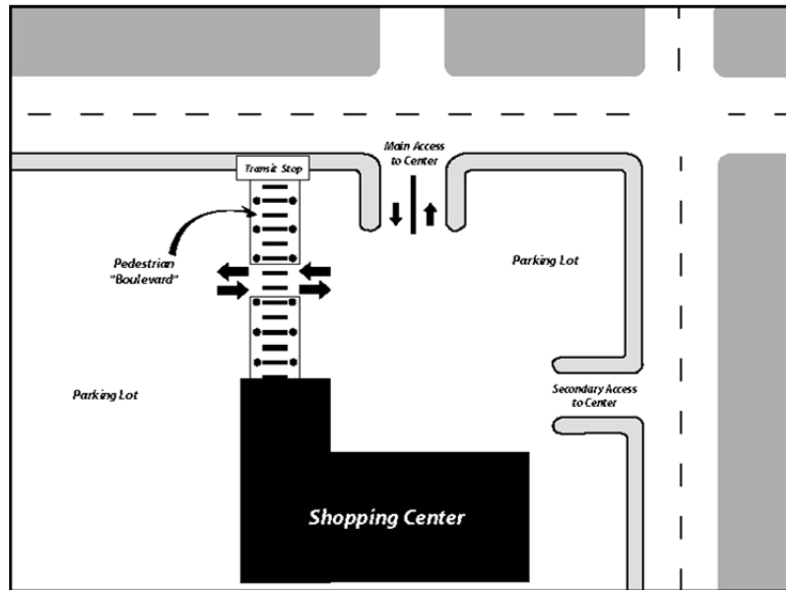 Main Access
to Center
Transit Stop
Pedestrian
"Boulevard"
Parking Lot
Parking Lot
Secondary Access
to Center
Shopping Center